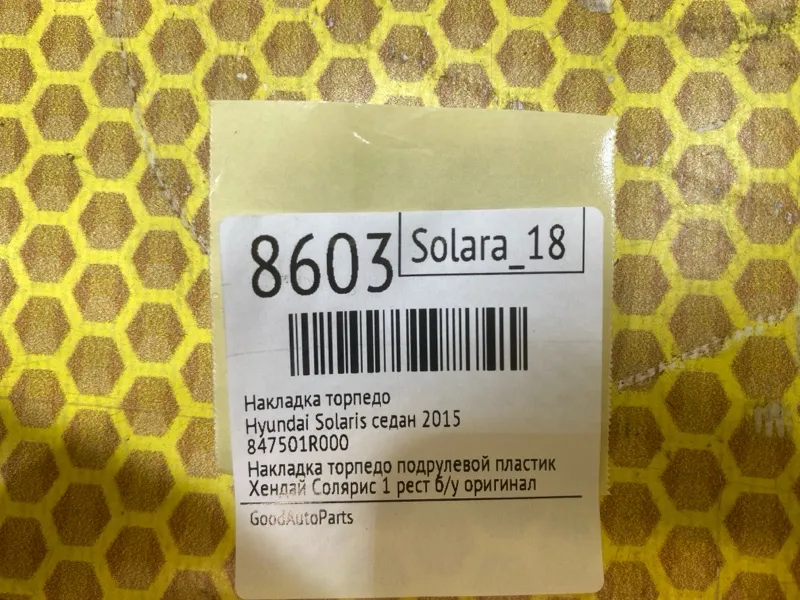 8603
Solara_18
Накладка торпедо
Hyundai Solaris седан 2015
847501R000
Накладка торпедо подрулевой пластик
Хендай Солярис 1 рест б/у оригинал
GoodAutoParts